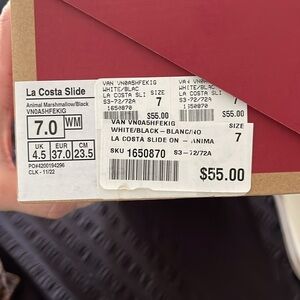 La Costa Slide
Animal Marshmallow/Black
VN0A5HFEKIG
7.0 WM
UK EUR CM
4.5 37.0 23.5
PO#4200194296
CLK - 11/22
VAN VN0A5HFEKIG
WHITE/BLAC SIZE
LA COSTA SLI 7
S3-72/72A
1650870
$55.00
VAN VN0A5HFEKIG
WHITE/BLAC
LA COSTA SLI 7
S3-72/72A
1650870
$55.00
VAN VN0A5HFEKIG
WHITE/BLACK - BLANC/NO SIZE
LA COSTA SLIDE ON - ANIMA 7
SKU 1650870 S3-72/72A
$55.00